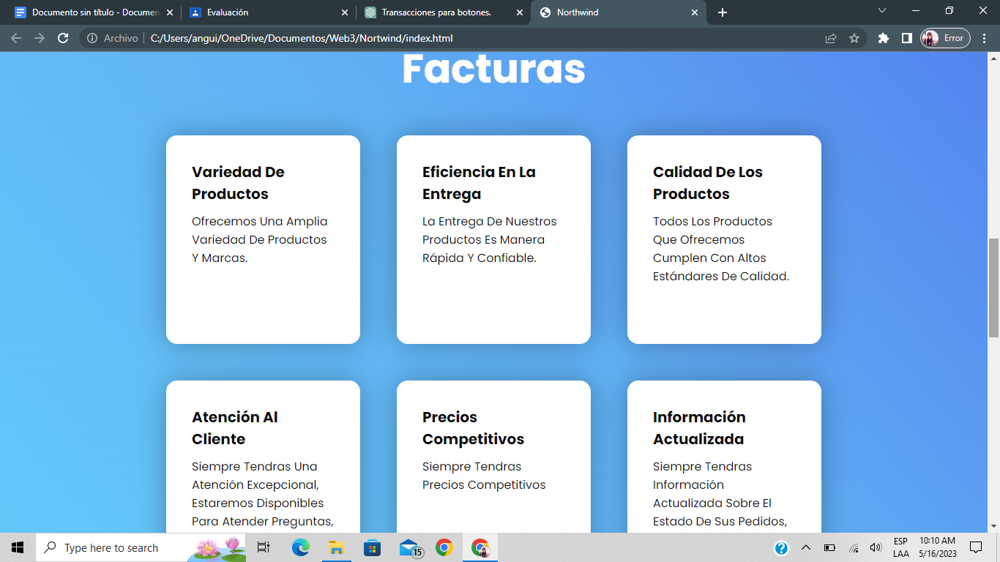 Documento sin título - Documen
Evaluación
Transacciones para botones.
Northwind
Archivo
C:/Users/angui/OneDrive/Documentos/Web3/Nortwind/index.html
Error
Facturas
Variedad De
Productos
Ofrecemos Una Amplia
Variedad De Productos
Y Marcas.
Eficiencia En La
Entrega
La Entrega De Nuestros
Productos Es Manera
Rápida Y Confiable.
Calidad De Los
Productos
Todos Los Productos
Que Ofrecemos
Cumplen Con Altos
Estándares De Calidad.
Atención Al
Cliente
Siempre Tendras Una
Atención Excepcional,
Estaremos Disponibles
Para Atender Preguntas,
Precios
Competitivos
Siempre Tendras
Precios Competitivos
Información
Actualizada
Siempre Tendras
Información
Actualizada Sobre El
Estado De Sus Pedidos,
Type here to search
15
ESP
LAA
10:10 AM
5/16/2023